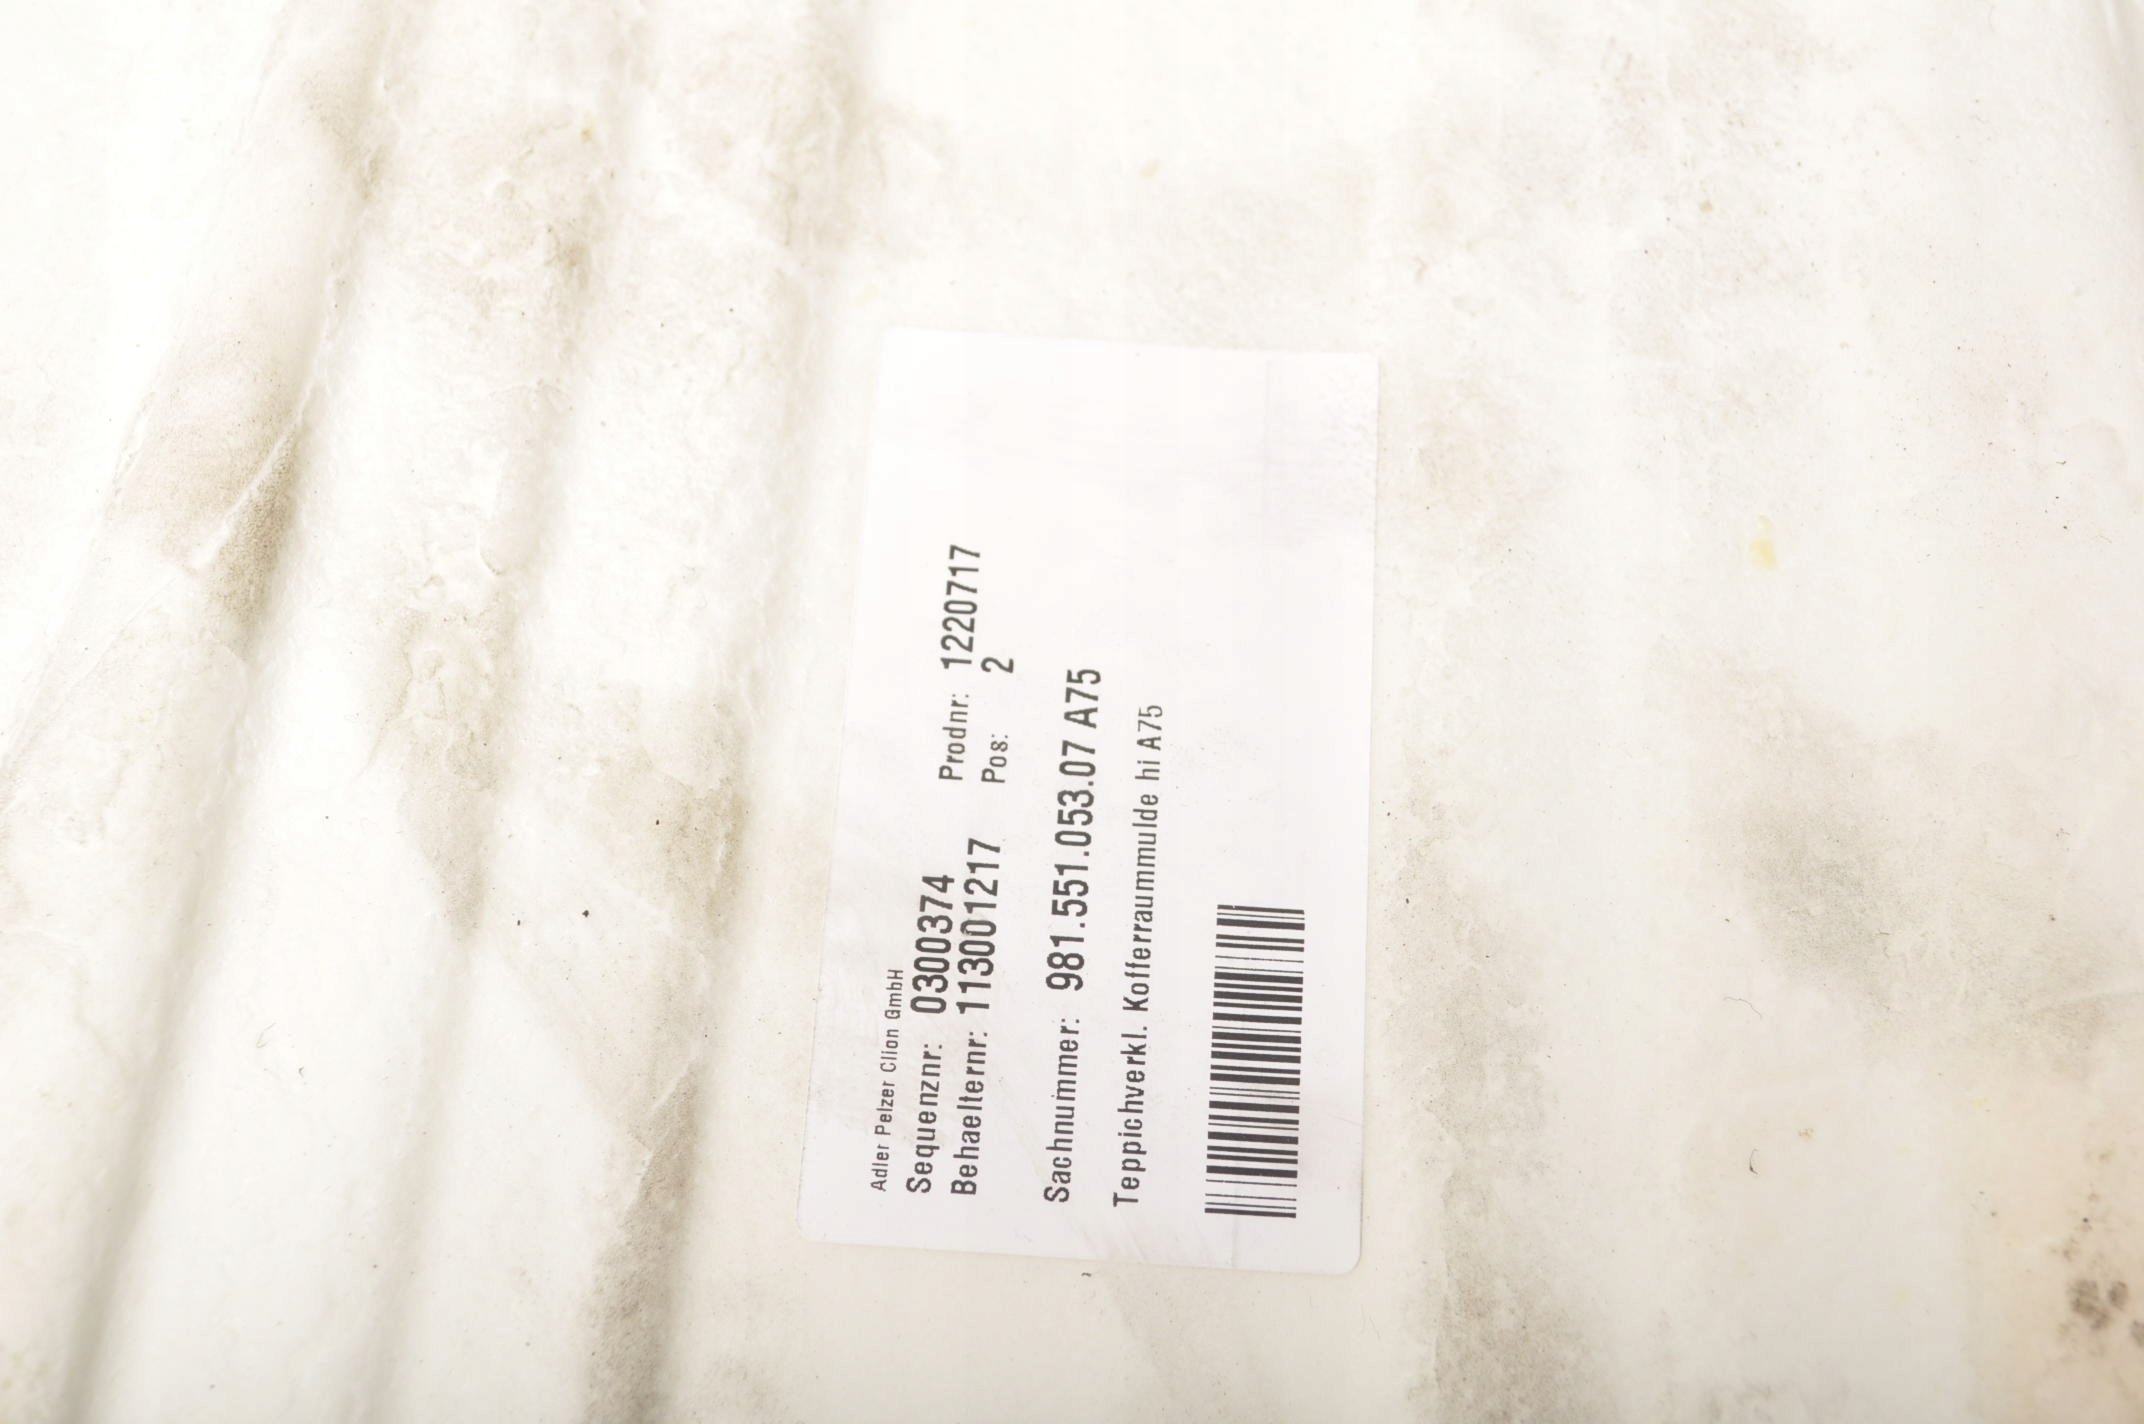 Adler Pelzer Clion GmbH
Sequenznr: 0300374 Prodnr: 1220717
Behaelternr: 113001217 Pos: 2
Sachnummer: 981.551.053.07 A75
Teppichverkl. Kofferraummulde hi A75